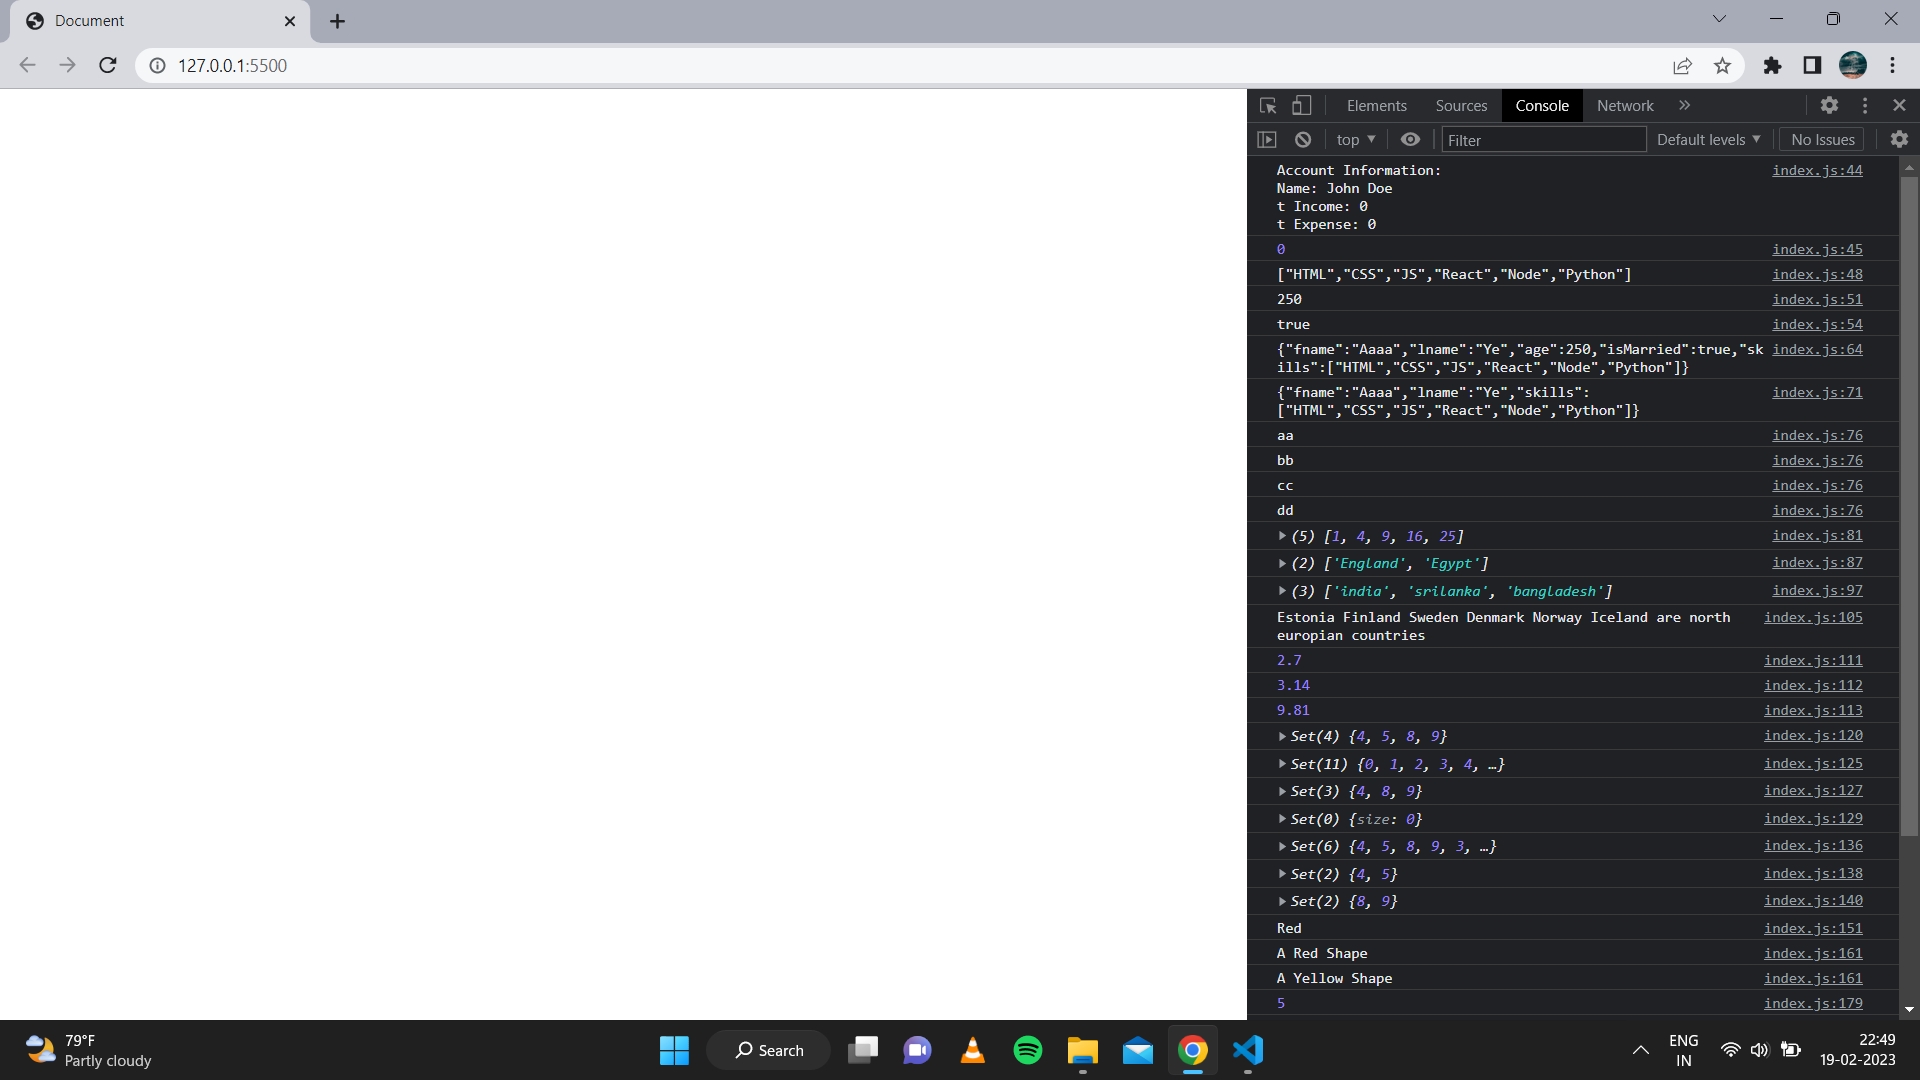 Document
127.0.0.1:5500
Elements Sources Console Network
top Filter Default levels No Issues
Account Information: index.js:44
Name: John Doe
t Income: 0
t Expense: 0
0 index.js:45
["HTML","CSS","JS","React","Node","Python"] index.js:48
250 index.js:51
true index.js:54
{"fname":"Aaaa","lname":"Ye","age":250,"isMarried":true,"sk index.js:64
ills":["HTML","CSS","JS","React","Node","Python"]}
{"fname":"Aaaa","lname":"Ye","skills": index.js:71
["HTML","CSS","JS","React","Node","Python"]}
aa index.js:76
bb index.js:76
cc index.js:76
dd index.js:76
(5) [1, 4, 9, 16, 25] index.js:81
(2) ['England', 'Egypt'] index.js:87
(3) ['india', 'srilanka', 'bangladesh'] index.js:97
Estonia Finland Sweden Denmark Norway Iceland are north index.js:105
europian countries
2.7 index.js:111
3.14 index.js:112
9.81 index.js:113
Set(4) {4, 5, 8, 9} index.js:120
Set(11) {0, 1, 2, 3, 4, …} index.js:125
Set(3) {4, 8, 9} index.js:127
Set(0) {size: 0} index.js:129
Set(6) {4, 5, 8, 9, 3, …} index.js:136
Set(2) {4, 5} index.js:138
Set(2) {8, 9} index.js:140
Red index.js:151
A Red Shape index.js:161
A Yellow Shape index.js:161
5 index.js:179
79°F
Partly cloudy
Search
ENG
IN
22:49
19-02-2023